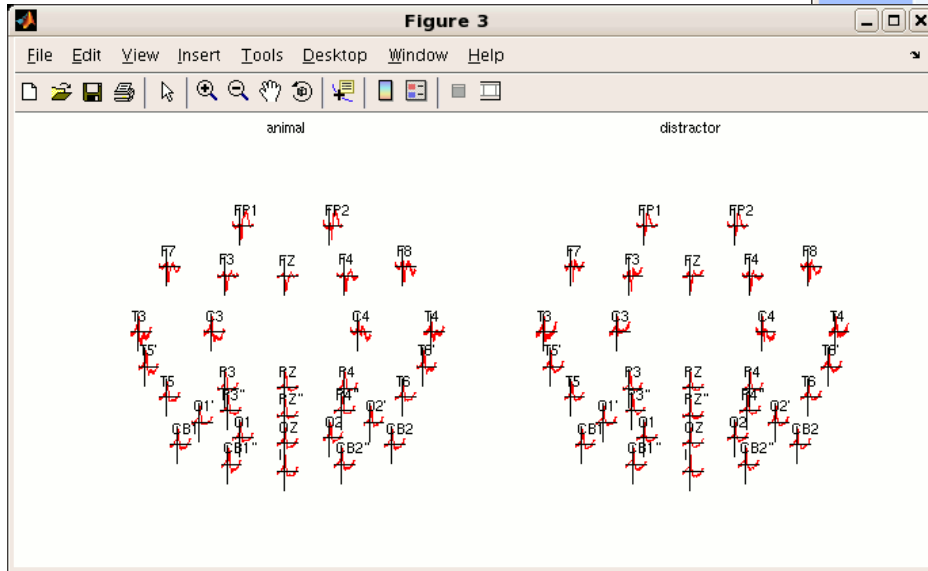 Figure 3
File Edit View Insert Tools Desktop Window Help
animal distractor
FP1 FP2 FP1 FP2
F7 F3 FZ F4 F8 F7 F3 FZ F4 F8
T3 C3 C4 T4 T3 C3 C4 T4
T5' T6' T5' T6'
T5 P3 PZ P4 T6 T5 P3 PZ P4 T6
P3" PZ" P4" P3" PZ" P4"
O1' O2' O1' O2'
CB1 O1 OZ O2 CB2 CB1 O1 OZ O2 CB2
CB1" I CB2" CB1" I CB2"